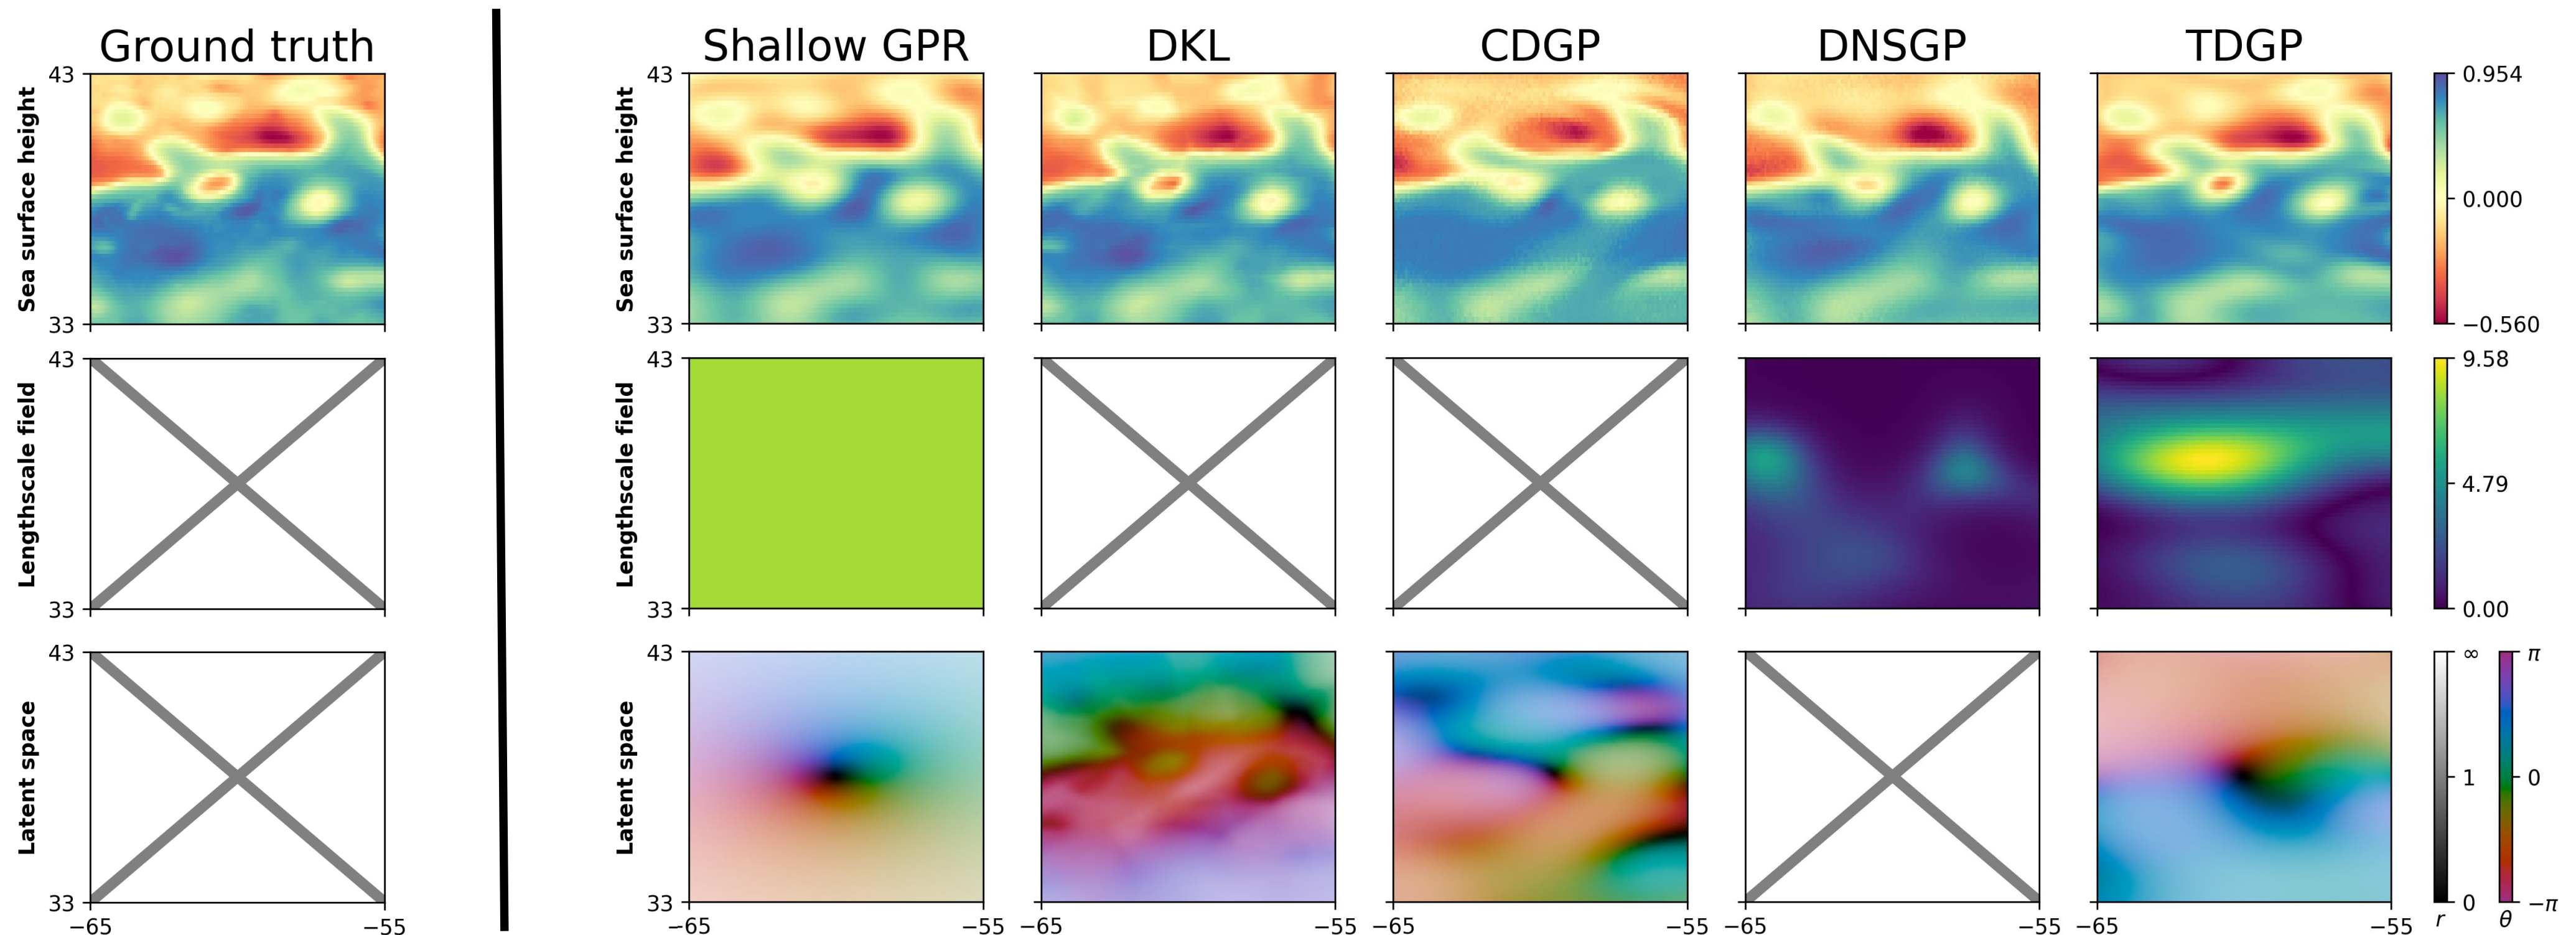 Ground truth Shallow GPR DKL CDGP DNSGP TDGP
Sea surface height 43 33 Sea surface height 43 33 0.954 0.000 −0.560
Lengthscale field 43 33 Lengthscale field 43 33 9.58 4.79 0.00
Latent space 43 33 Latent space 43 33 ∞ 1 0 π 0 −π
−65 −55 −65 −55 −65 −55 −65 −55 −65 −55 −65 −55 r θ